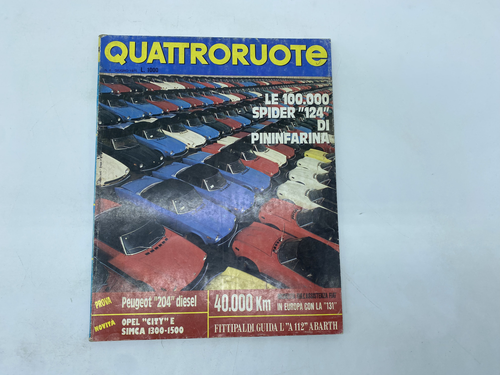 QUATTRORUOTe
L. 1000
LE 100.000
SPIDER "124"
DI
PININFARINA
PROVA
Peugeot "204" diesel
40.000 Km
IN EUROPA CON LA "131"
NOVITÀ
OPEL "CITY" E
SIMCA 1300-1500
FITTIPALDI GUIDA L'"A 112" ABARTH